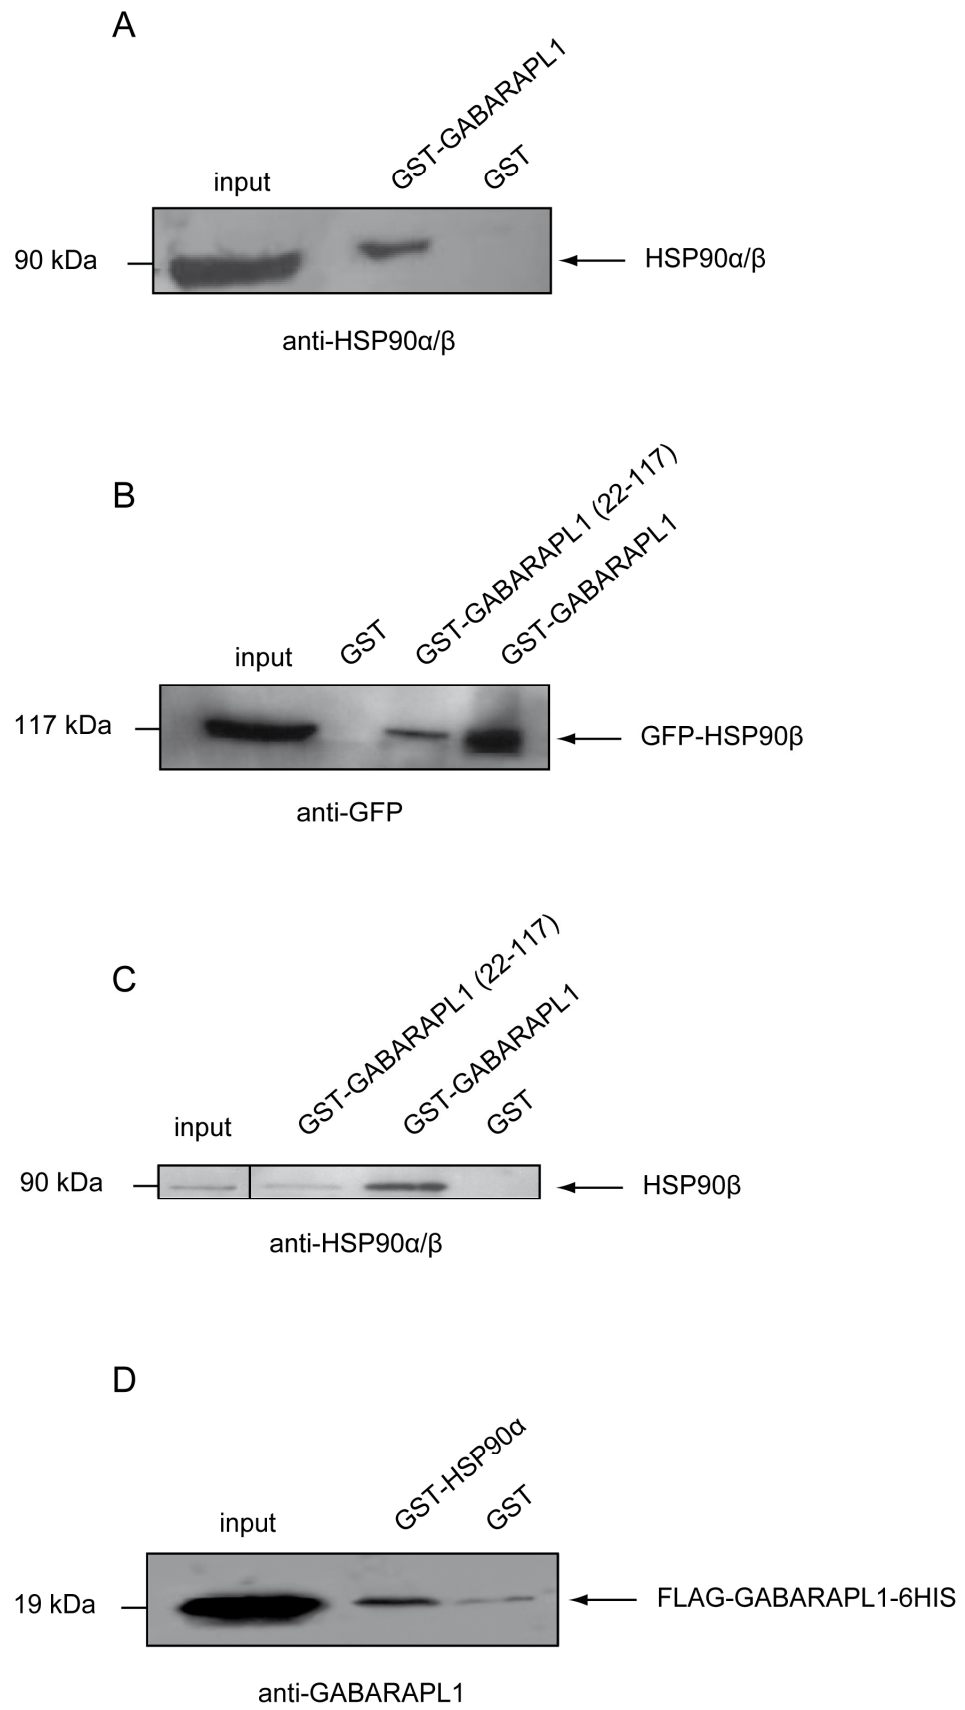 A
input
GST-GABARAPL1
GST
90 kDa
HSP90α/β
anti-HSP90α/β
B
input
GST
GST-GABARAPL1 (22-117)
GST-GABARAPL1
117 kDa
GFP-HSP90β
anti-GFP
C
input
GST-GABARAPL1 (22-117)
GST-GABARAPL1
GST
90 kDa
HSP90β
anti-HSP90α/β
D
input
GST-HSP90α
GST
19 kDa
FLAG-GABARAPL1-6HIS
anti-GABARAPL1